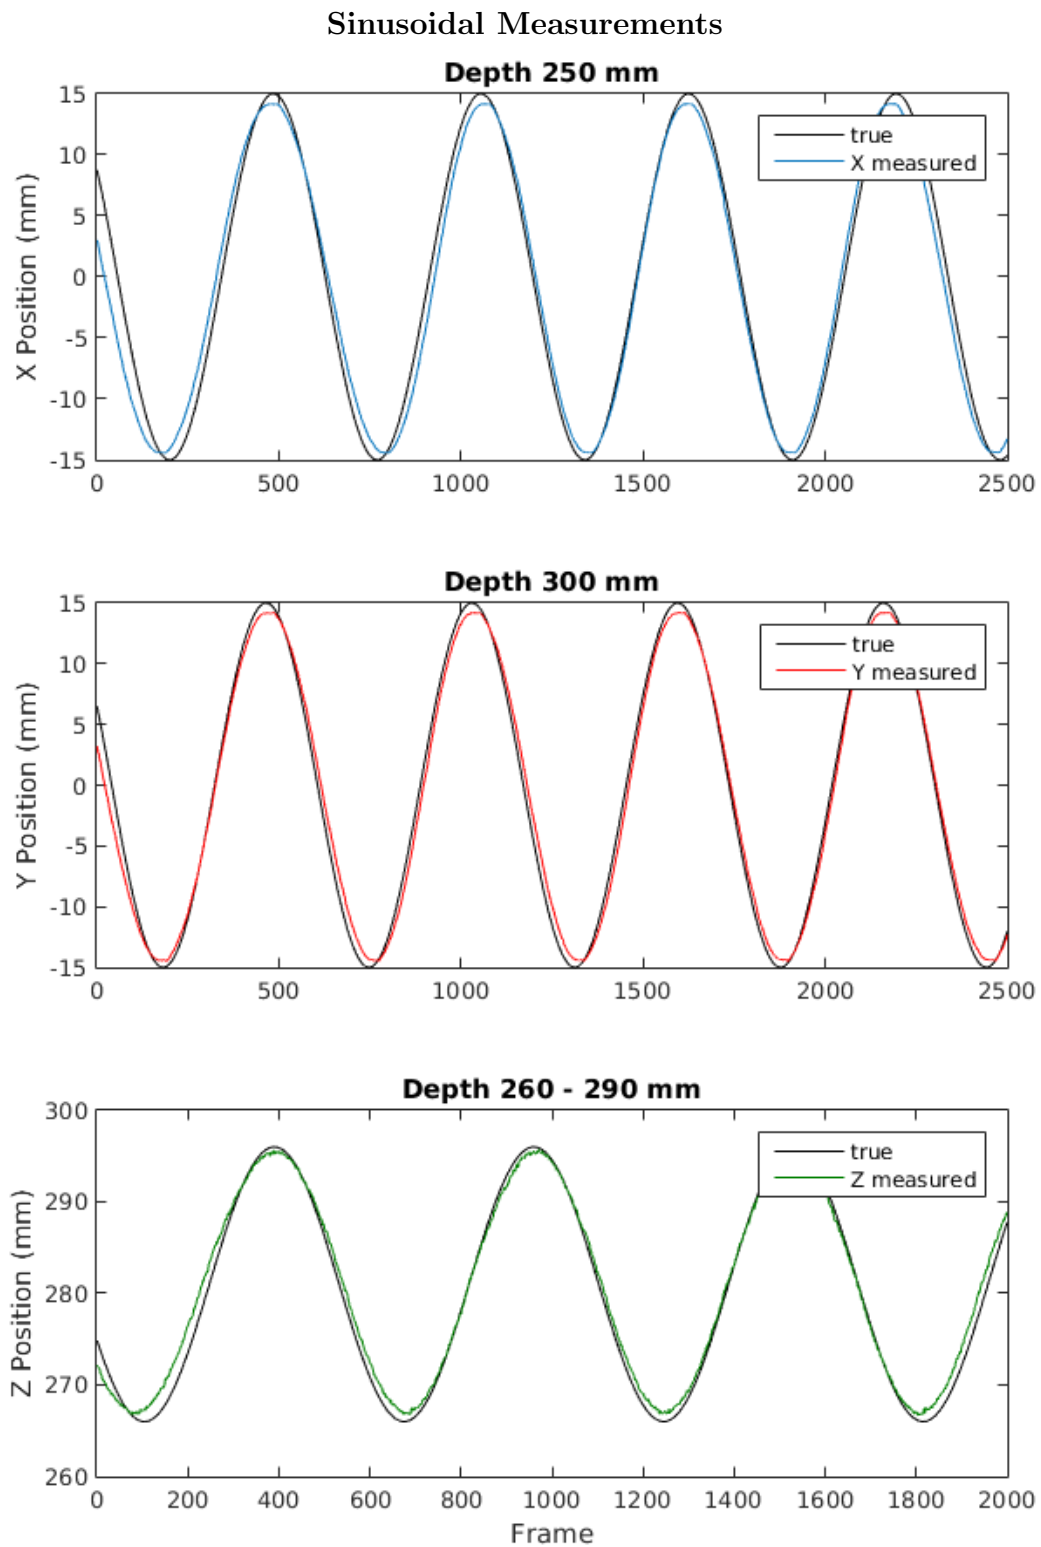 Sinusoidal Measurements
Depth 250 mm
X Position (mm)
15
10
5
0
-5
-10
-15
true
X measured
0 500 1000 1500 2000 2500
Depth 300 mm
Y Position (mm)
15
10
5
0
-5
-10
-15
true
Y measured
0 500 1000 1500 2000 2500
Depth 260 - 290 mm
Z Position (mm)
300
290
280
270
260
true
Z measured
0 200 400 600 800 1000 1200 1400 1600 1800 2000
Frame